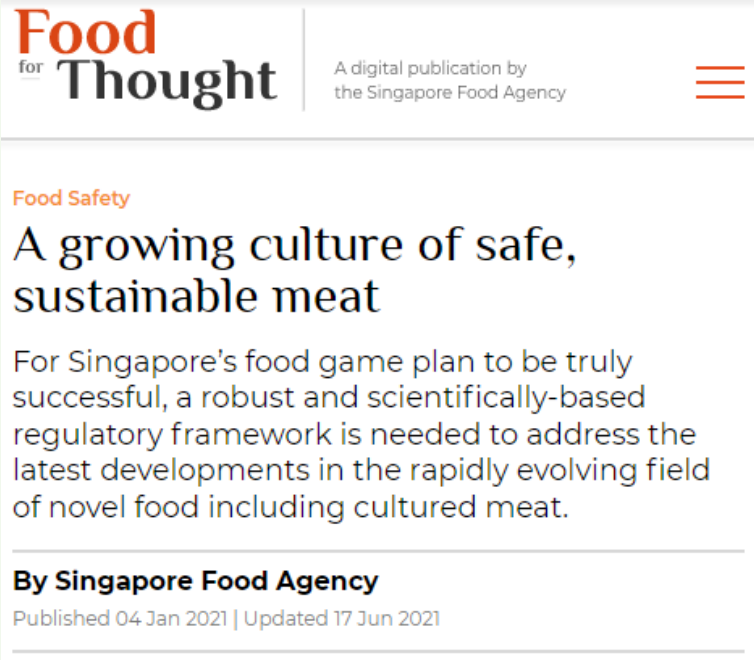 Food
for Thought
A digital publication by
the Singapore Food Agency
Food Safety
A growing culture of safe,
sustainable meat
For Singapore's food game plan to be truly
successful, a robust and scientifically-based
regulatory framework is needed to address the
latest developments in the rapidly evolving field
of novel food including cultured meat.
By Singapore Food Agency
Published 04 Jan 2021 | Updated 17 Jun 2021